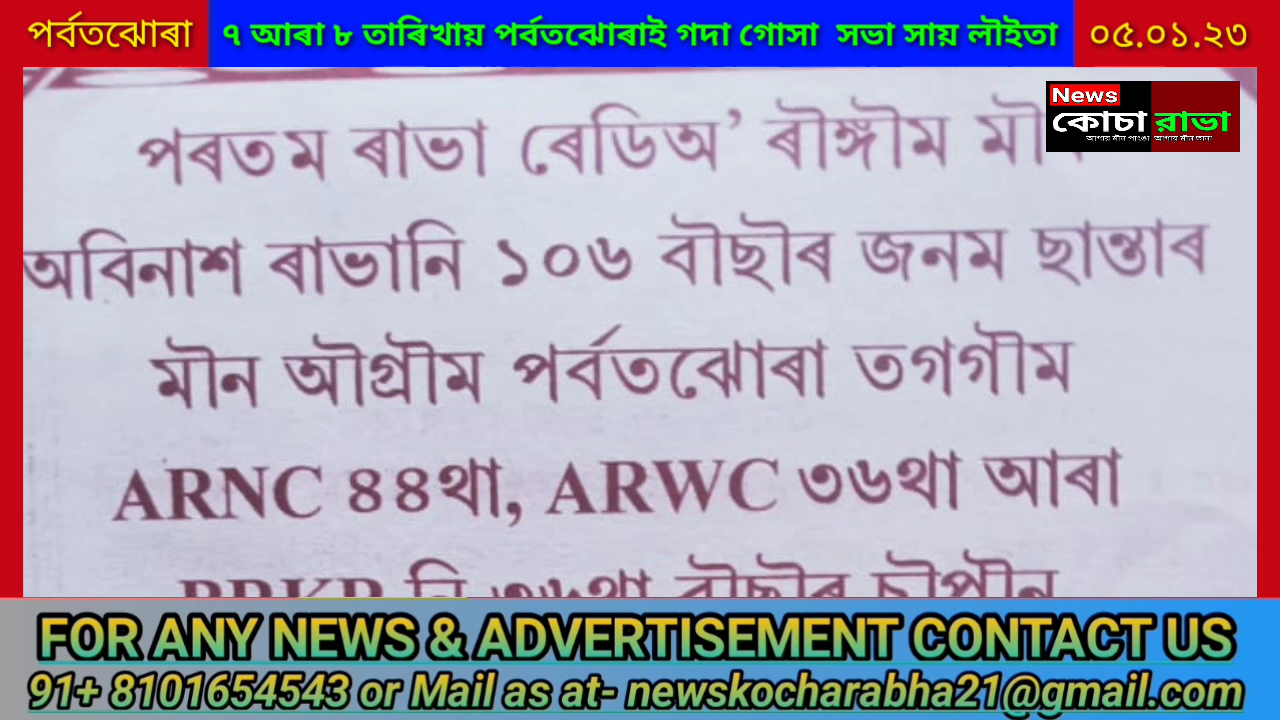 পৰ্বতঝোৰা
৭ আৰা ৮ তাৰিখায় পৰ্বতঝোৰাই গদা গোসা সভা সায় লৗইতা
০৫.০১.২৩
News
কোচা ৰাভা
পৰতম ৰাভা ৰেডিঅ’ ৰৗঙ্গৗম
অবিনাশ ৰাভানি ১০৬ বৗছৗৰ জনম ছান্তাৰ
মৗন অৗগ্ৰৗম পৰ্বতঝোৰা তগগৗম
ARNC ৪৪থা, ARWC ৩৬থা আৰা
নি ৩৬থা বৗছৗৰ চৗপৗন
FOR ANY NEWS & ADVERTISEMENT CONTACT US
91+ 8101654543 or Mail as at- newskocharabha21@gmail.com